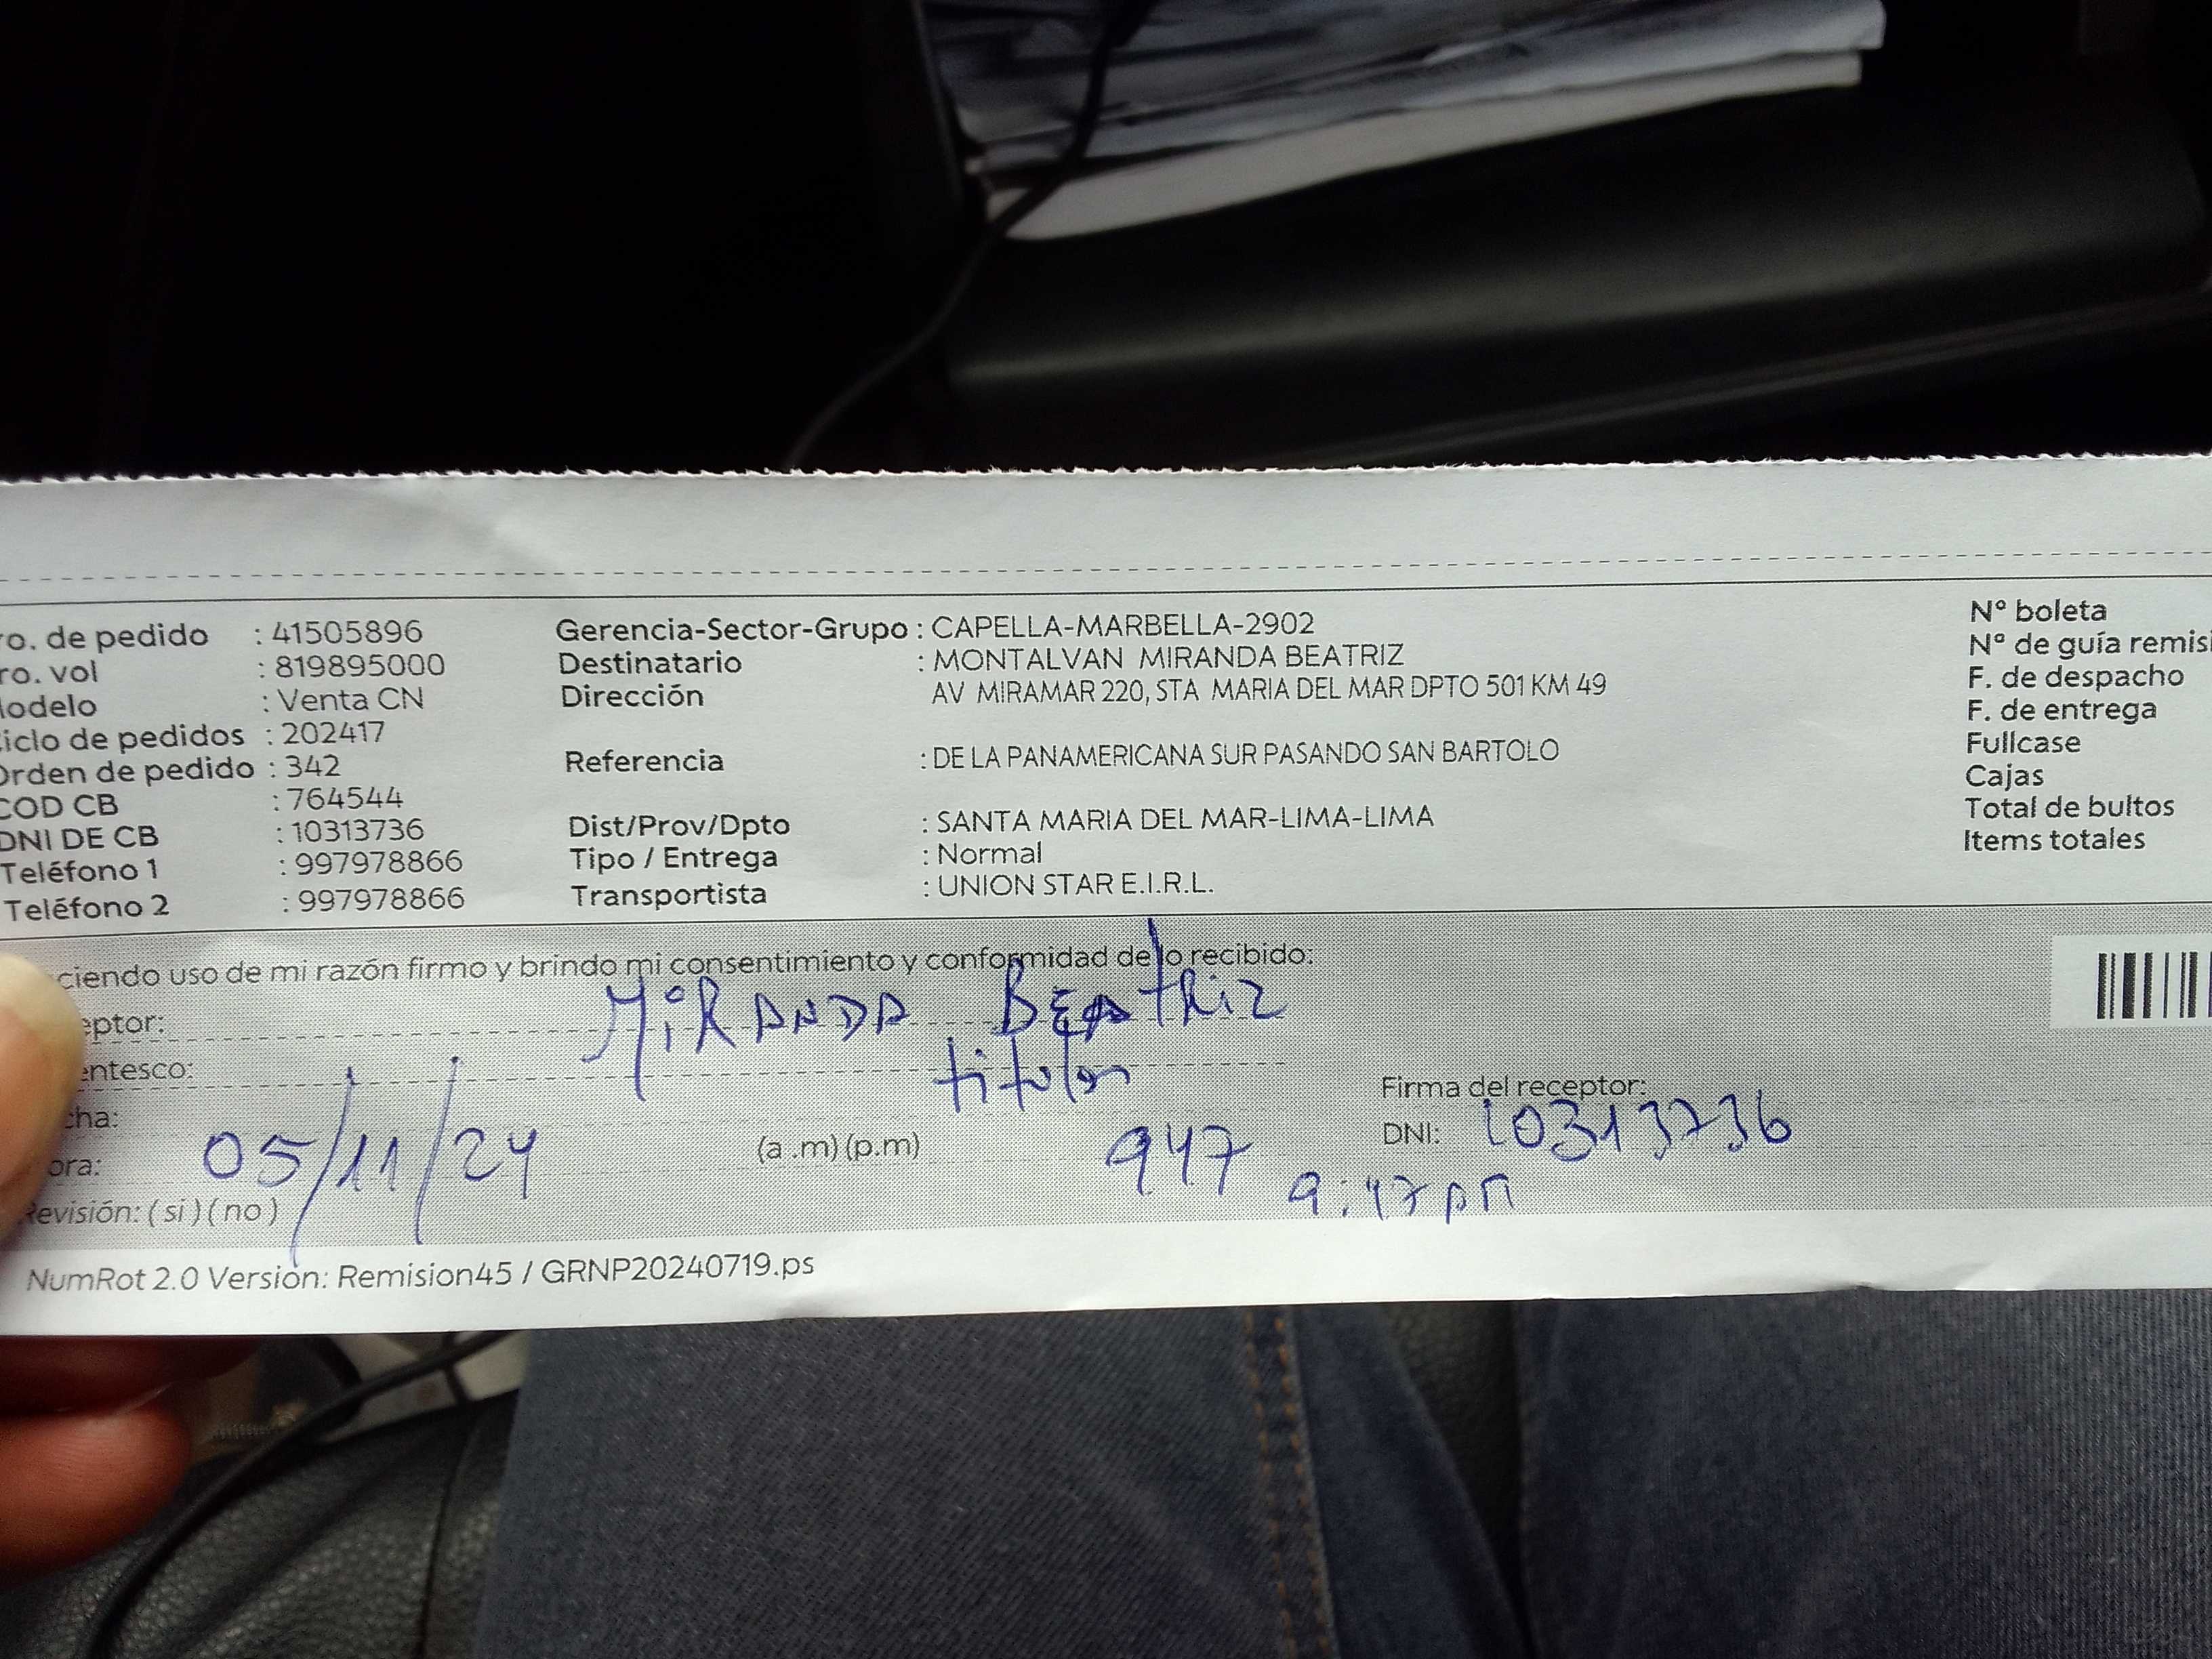 ro. de pedido : 41505896
ro. vol : 819895000
lodelo : Venta CN
iclo de pedidos : 202417
Orden de pedido : 342
COD CB : 764544
DNI DE CB : 10313736
Teléfono 1 : 997978866
Teléfono 2 : 997978866
Gerencia-Sector-Grupo : CAPELLA-MARBELLA-2902
Destinatario : MONTALVAN MIRANDA BEATRIZ
Dirección AV MIRAMAR 220, STA MARIA DEL MAR DPTO 501 KM 49
Referencia : DE LA PANAMERICANA SUR PASANDO SAN BARTOLO
Dist/Prov/Dpto : SANTA MARIA DEL MAR-LIMA-LIMA
Tipo / Entrega : Normal
Transportista : UNION STAR E.I.R.L.
N° boleta
N° de guía remisi
F. de despacho
F. de entrega
Fullcase
Cajas
Total de bultos
Items totales
ciendo uso de mi razón firmo y brindo mi consentimiento y conformidad de lo recibido:
eptor: MiRANDA BEAtRiz
entesco: titular
cha: 05/11/24
ora: (a .m) (p.m) 947 9:47 pm
Firma del receptor:
DNI: 10313736
Revisión: ( si ) ( no )
NumRot 2.0 Version: Remision45 / GRNP20240719.ps